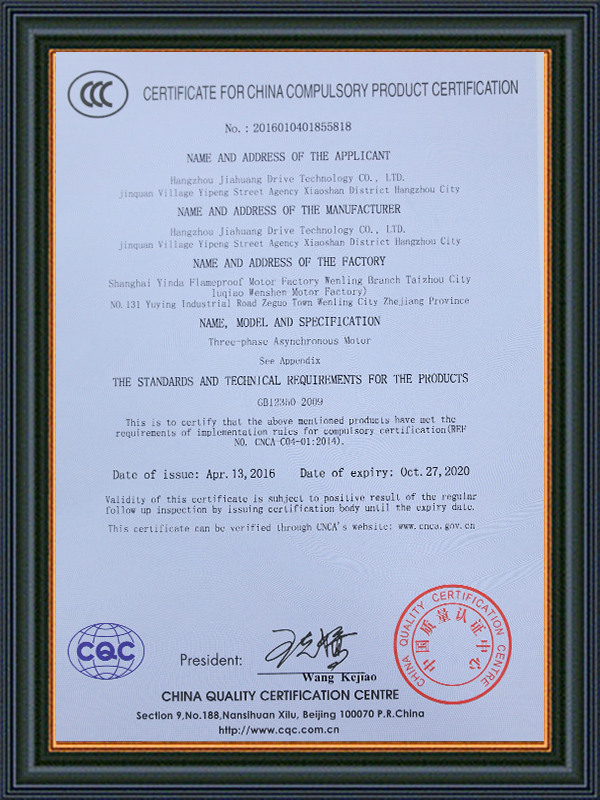 CCC
CERTIFICATE FOR CHINA COMPULSORY PRODUCT CERTIFICATION
No. : 2016010401855818
NAME AND ADDRESS OF THE APPLICANT
Hangzhou Jiahuang Drive Technology CO., LTD.
jinquan Village Yipeng Street Agency Xiaoshan District Hangzhou City
NAME AND ADDRESS OF THE MANUFACTURER
Hangzhou Jiahuang Drive Technology CO., LTD.
jinquan Village Yipeng Street Agency Xiaoshan District Hangzhou City
NAME AND ADDRESS OF THE FACTORY
Shanghai Yinda Flameproof Motor Factory Wenling Branch Taizhou City
luqiao Wenshen Motor Factory)
NO. 131 Yuying Industrial Road Zeguo Town Wenling City Zhejiang Province
NAME, MODEL AND SPECIFICATION
Three-phase Asynchronous Motor
See Appendix
THE STANDARDS AND TECHNICAL REQUIREMENTS FOR THE PRODUCTS
GB12350-2009
This is to certify that the above mentioned products have met the
requirements of implementation rules for compulsory certification(REF
NO. CNCA-C04-01:2014).
Date of issue: Apr. 13, 2016 Date of expiry: Oct. 27, 2020
Validity of this certificate is subject to positive result of the regular
follow up inspection by issuing certification body until the expiry date.
This certificate can be verified through CNCA's website: www.cnca.gov.cn
CQC
President:
王克娇
Wang Kejiao
CHINA QUALITY CERTIFICATION CENTRE
中国质量认证中心
CHINA QUALITY CERTIFICATION CENTRE
Section 9,No.188,Nansihuan Xilu, Beijing 100070 P.R.China
http://www.cqc.com.cn